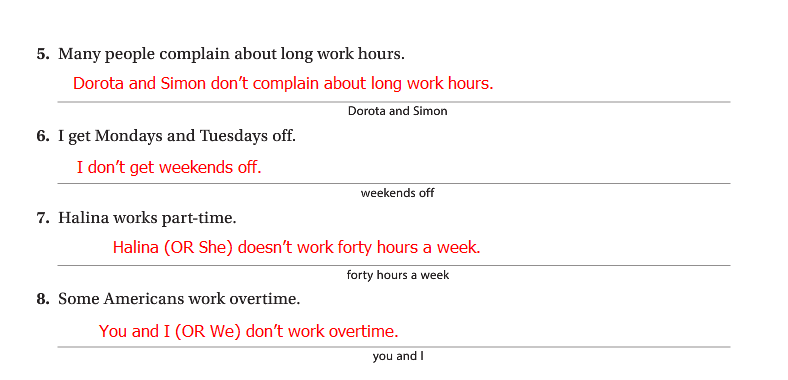 5. Many people complain about long work hours.
Dorota and Simon don't complain about long work hours.
Dorota and Simon
6. I get Mondays and Tuesdays off.
I don't get weekends off.
weekends off
7. Halina works part-time.
Halina (OR She) doesn't work forty hours a week.
forty hours a week
8. Some Americans work overtime.
You and I (OR We) don't work overtime.
you and I